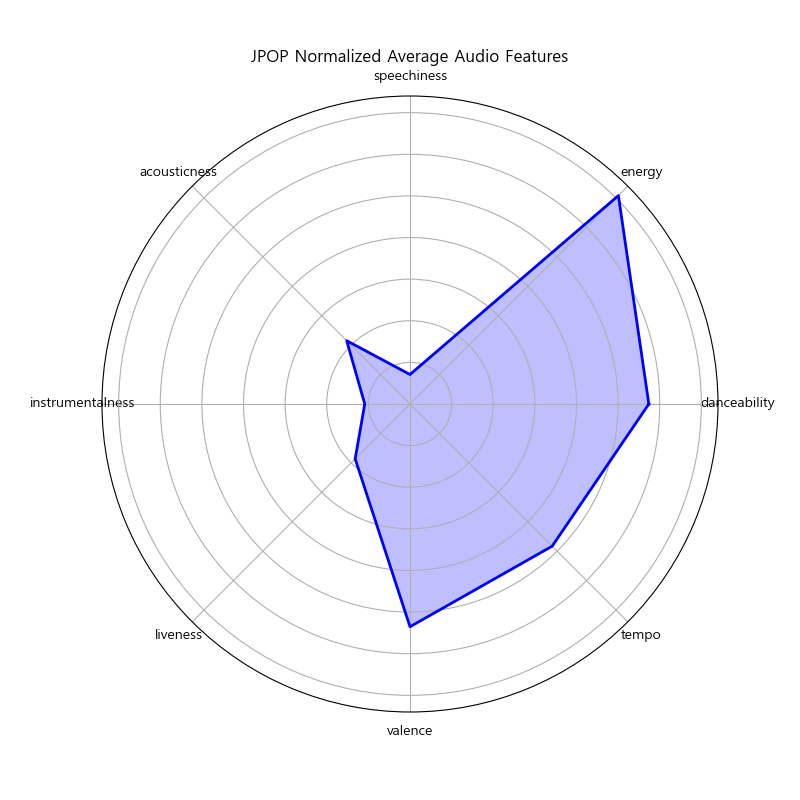 JPOP Normalized Average Audio Features
speechiness
acousticness
energy
instrumentalness
danceability
liveness
tempo
valence